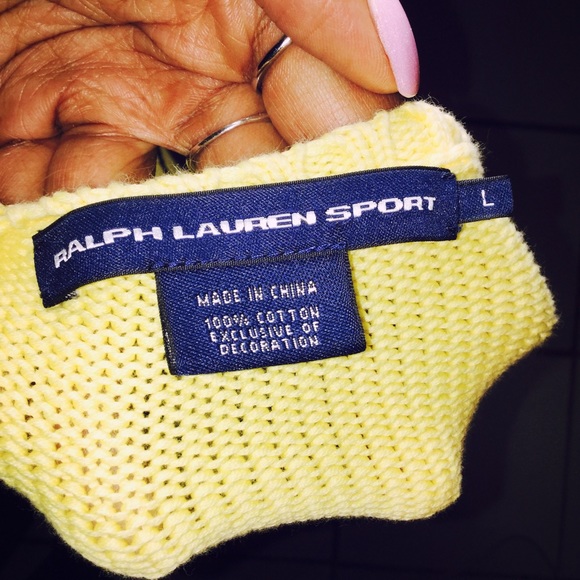 RALPH LAUREN SPORT
L
MADE IN CHINA
100% COTTON
EXCLUSIVE OF
DECORATION